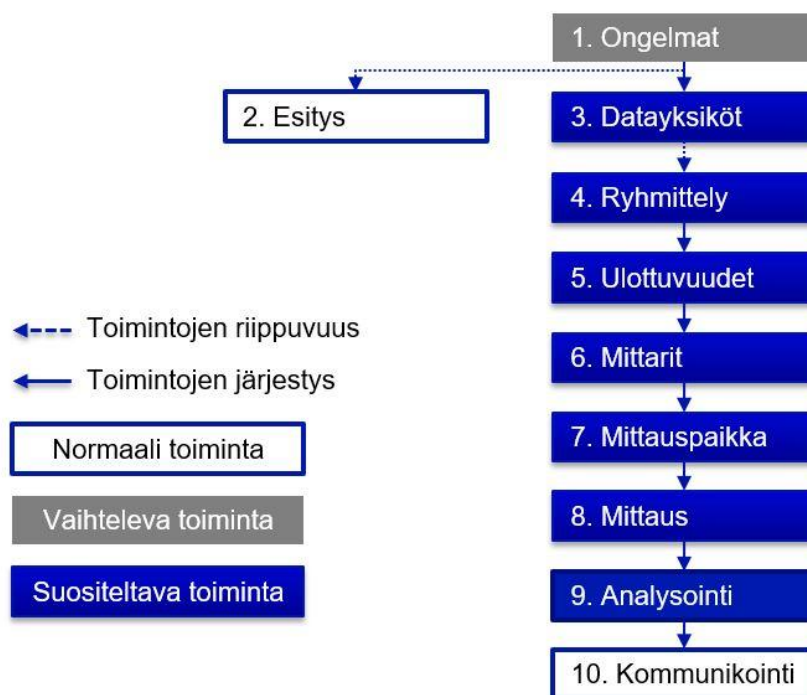 1. Ongelmat
2. Esitys
3. Datayksiköt
4. Ryhmittely
5. Ulottuvuudet
6. Mittarit
7. Mittauspaikka
8. Mittaus
9. Analysointi
10. Kommunikointi
Toimintojen riippuvuus
Toimintojen järjestys
Normaali toiminta
Vaihteleva toiminta
Suositeltava toiminta